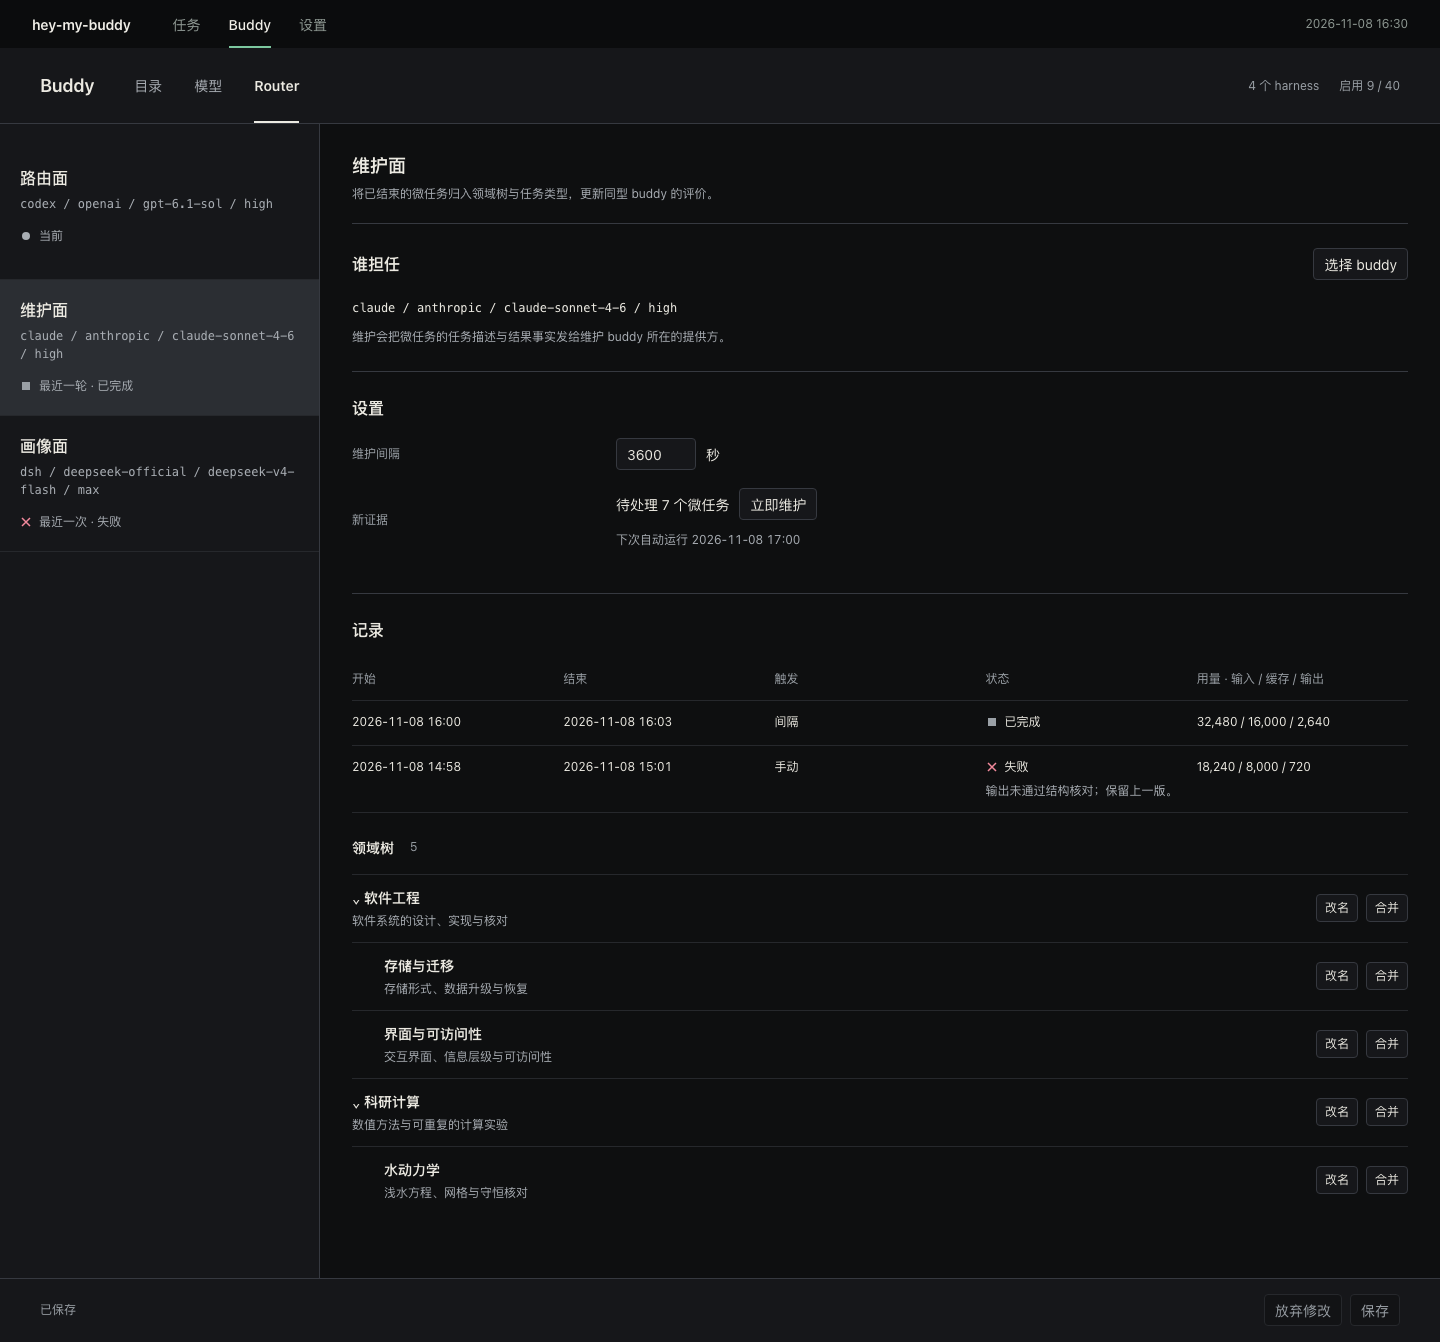 hey-my-buddy 任务 Buddy 设置 2026-11-08 16:30
Buddy 目录 模型 Router 4 个 harness 启用 9 / 40
路由面
codex / openai / gpt-6.1-sol / high
当前
维护面
claude / anthropic / claude-sonnet-4-6
/ high
最近一轮 · 已完成
画像面
dsh / deepseek-official / deepseek-v4-
flash / max
最近一次 · 失败
维护面
将已结束的微任务归入领域树与任务类型，更新同型 buddy 的评价。
谁担任 选择 buddy
claude / anthropic / claude-sonnet-4-6 / high
维护会把微任务的任务描述与结果事实发给维护 buddy 所在的提供方。
设置
维护间隔 3600 秒
新证据 待处理 7 个微任务 立即维护
下次自动运行 2026-11-08 17:00
记录
开始 结束 触发 状态 用量 · 输入 / 缓存 / 输出
2026-11-08 16:00 2026-11-08 16:03 间隔 已完成 32,480 / 16,000 / 2,640
2026-11-08 14:58 2026-11-08 15:01 手动 失败 18,240 / 8,000 / 720
输出未通过结构核对；保留上一版。
领域树 5
软件工程 改名 合并
软件系统的设计、实现与核对
存储与迁移 改名 合并
存储形式、数据升级与恢复
界面与可访问性 改名 合并
交互界面、信息层级与可访问性
科研计算 改名 合并
数值方法与可重复的计算实验
水动力学 改名 合并
浅水方程、网格与守恒核对
已保存 放弃修改 保存